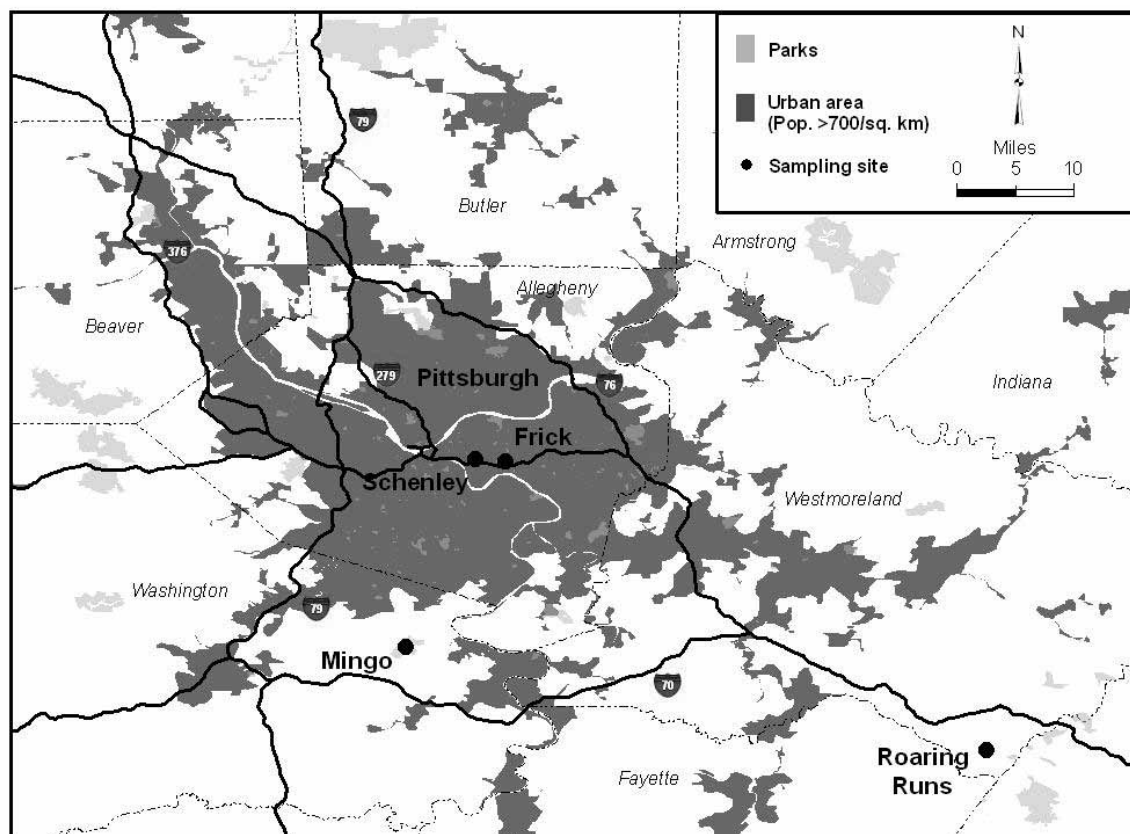 Parks
Urban area
(Pop. >700/sq. km)
Sampling site
N
Miles
0 5 10
79
Butler
Armstrong
376
Allegheny
Beaver
279
Pittsburgh
76
Indiana
Frick
Schenley
Westmoreland
Washington
79
Mingo
70
Roaring
Runs
Fayette